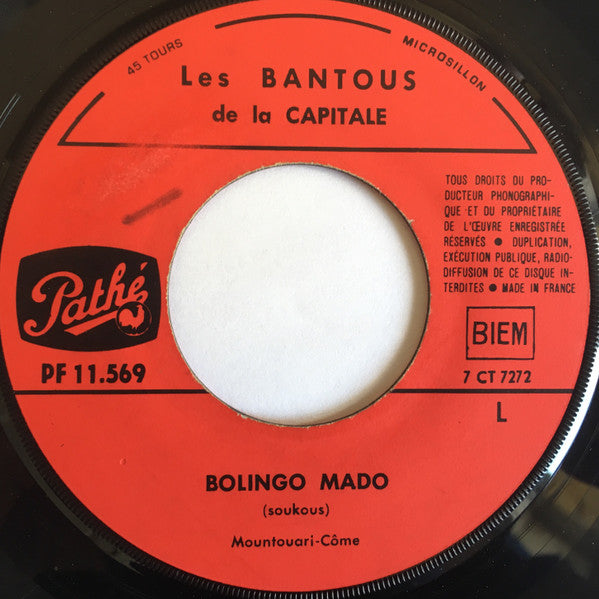 45 TOURS
MICROSILLON
Les BANTOUS
de la CAPITALE
TOUS DROITS DU PRO-
DUCTEUR PHONOGRAPHI-
QUE ET DU PROPRIÉTAIRE
DE L'ŒUVRE ENREGISTRÉE
RESERVÉS ● DUPLICATION,
EXÉCUTION PUBLIQUE, RADIO-
DIFFUSION DE CE DISQUE IN-
TERDITES ● MADE IN FRANCE
Pathé
PF 11.569
BIEM
7 CT 7272
L
BOLINGO MADO
(soukous)
Mountouari-Côme